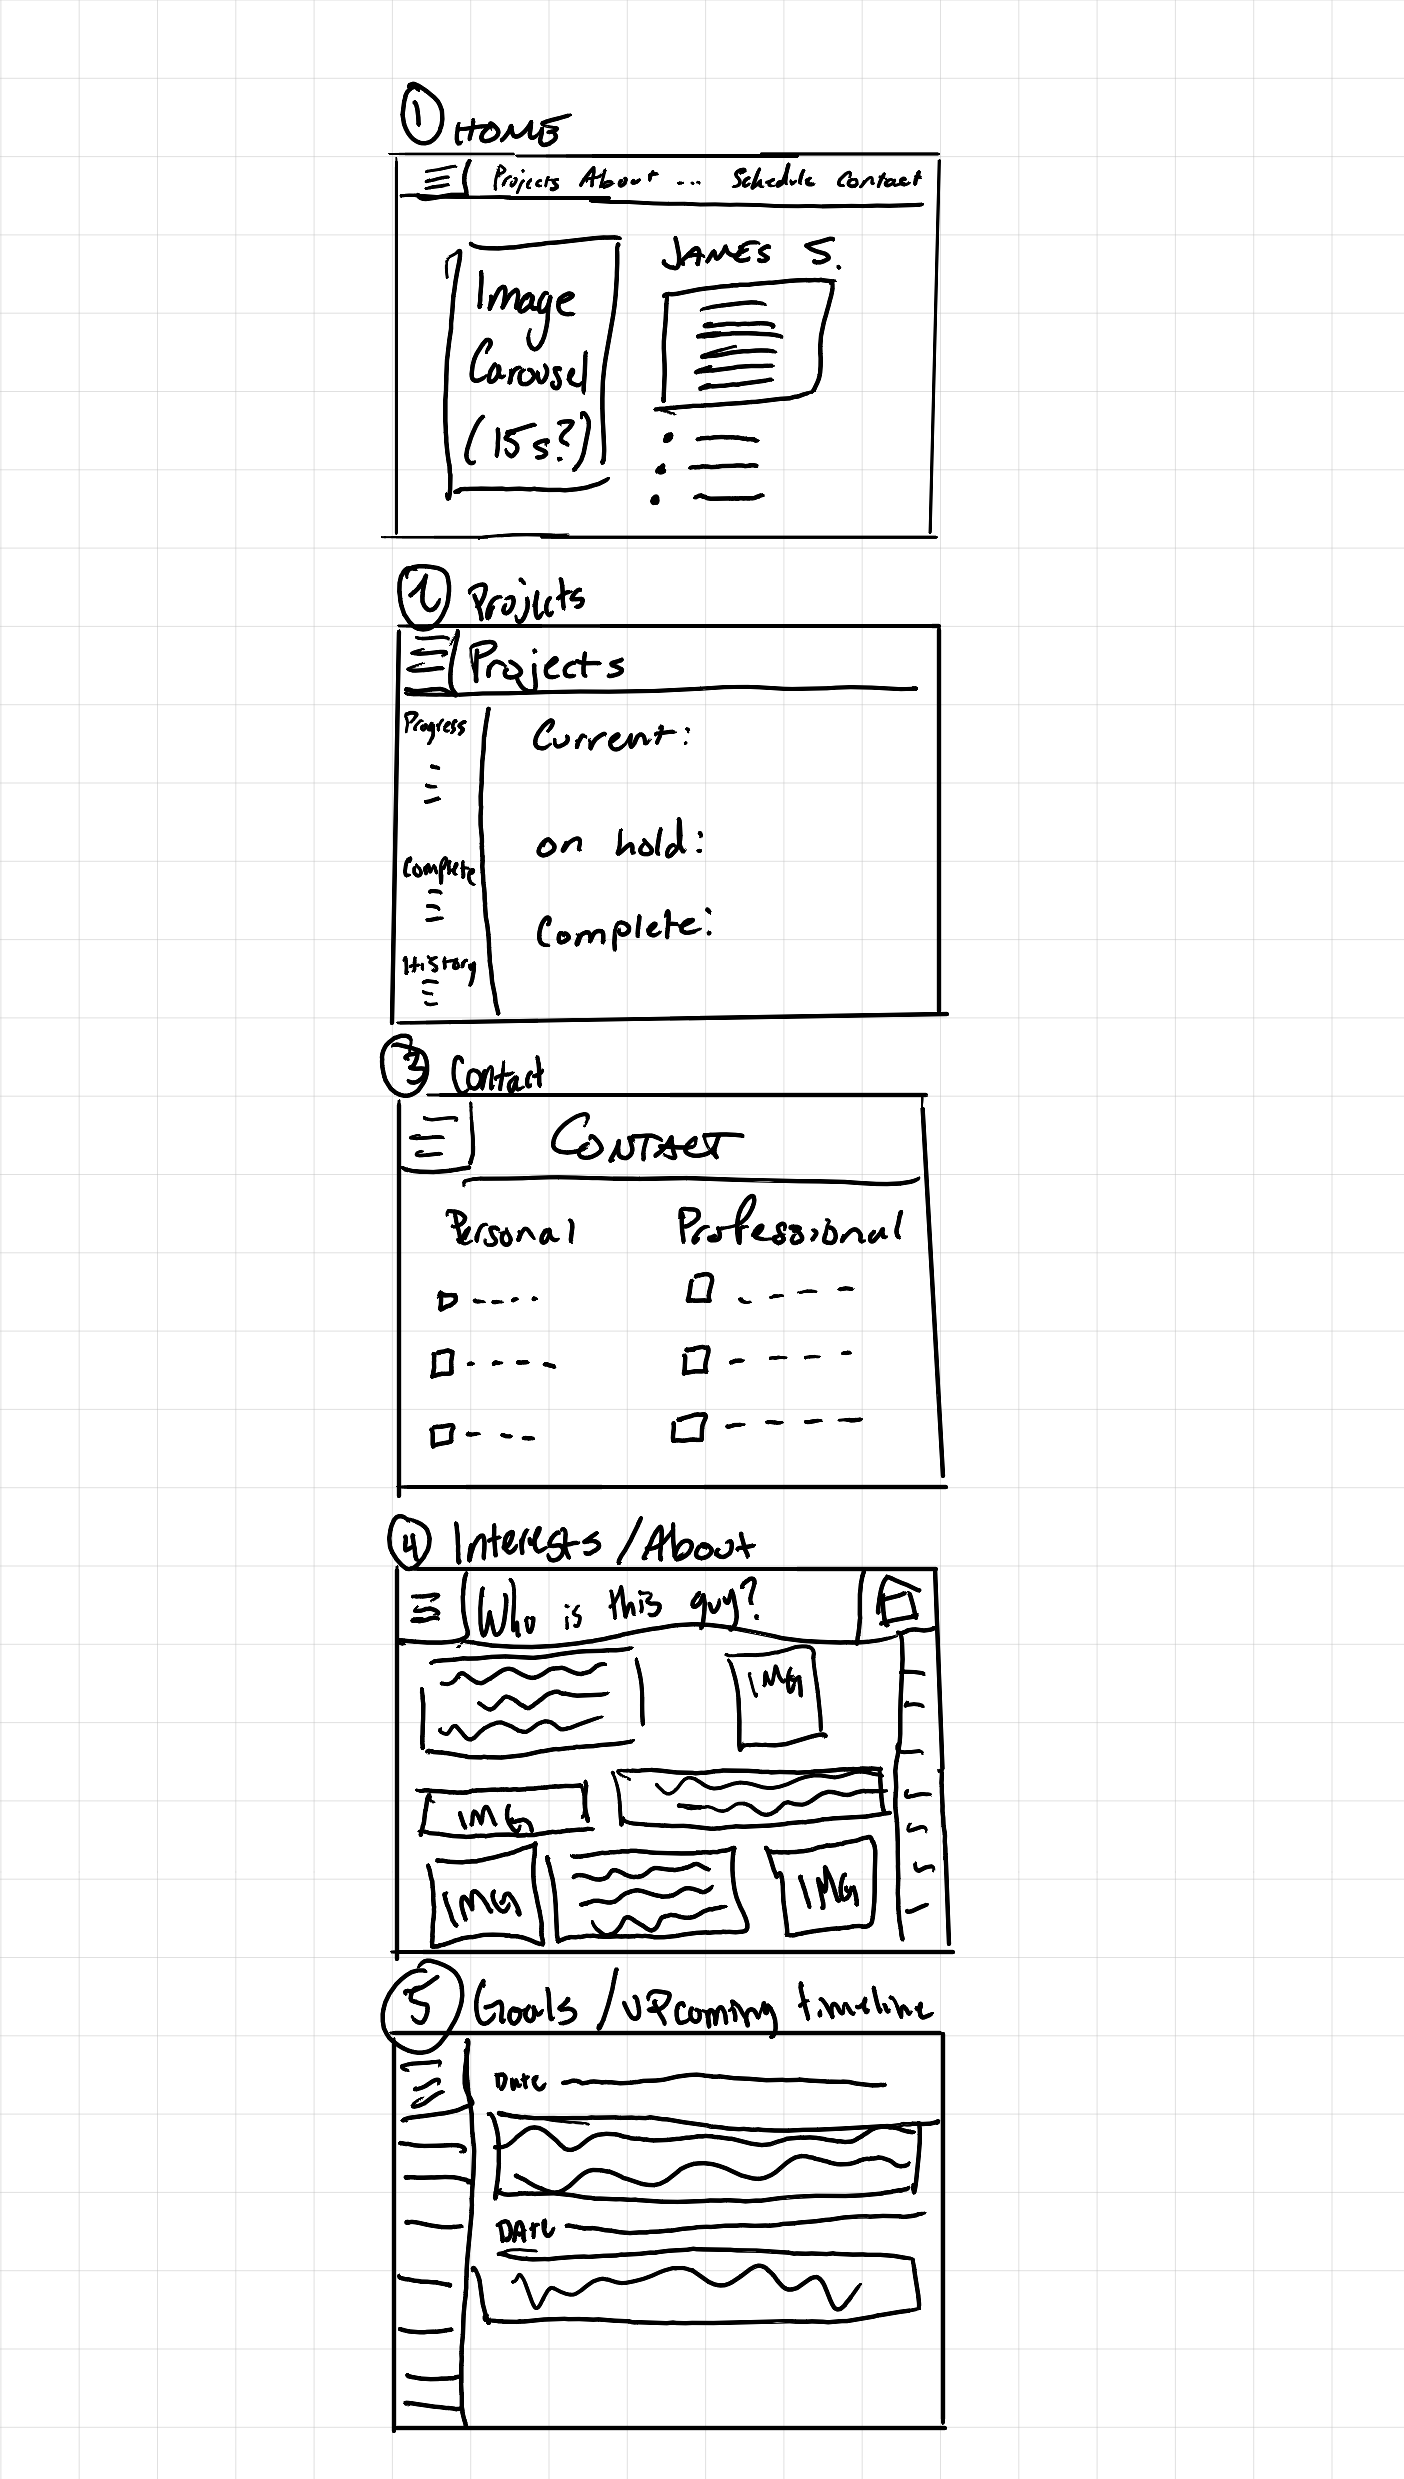 1
HOME
Projects About ... Schedule Contact
JAMES S.
Image
Carousel
(15s?)
2 Projects
Projects
Progress
Current:
on hold:
Complete
Complete:
History
3 Contact
CONTACT
Personal Professional
4 Interests / About
Who is this guy?
IMG
IMG
IMG IMG
5 Goals / UPcoming timeline
Date
DATE